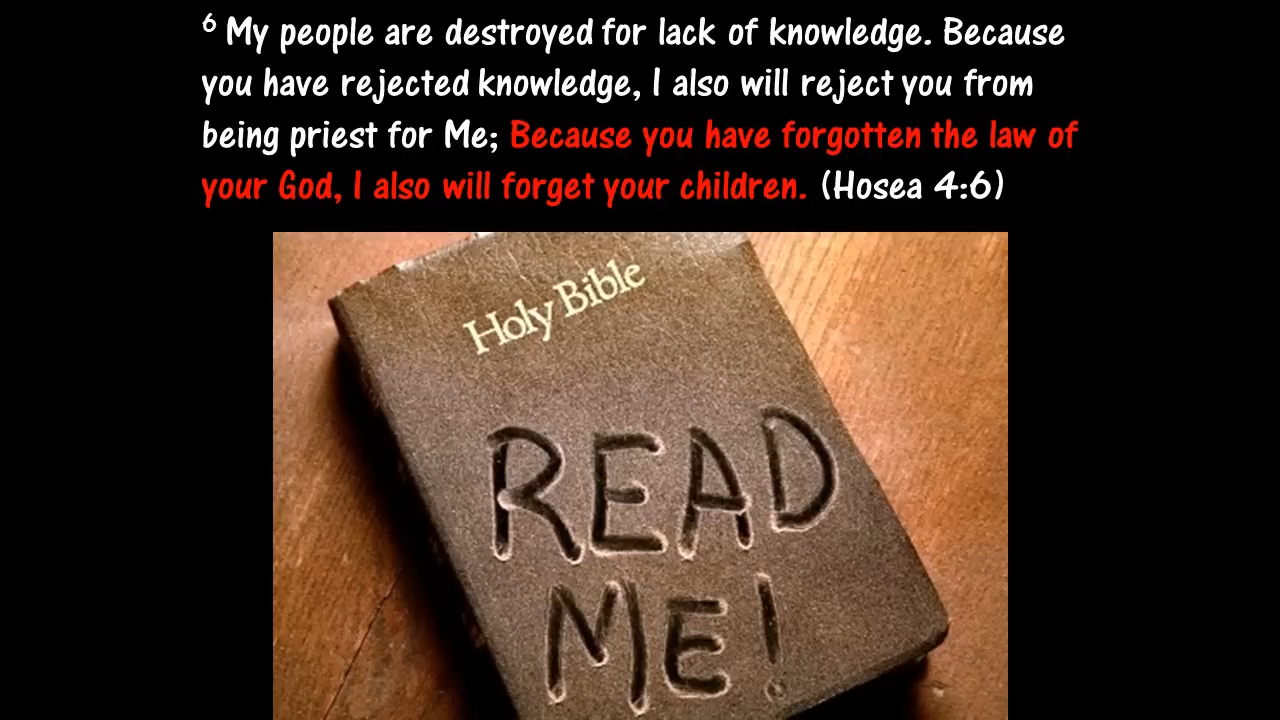 6 My people are destroyed for lack of knowledge. Because
you have rejected knowledge, I also will reject you from
being priest for Me; Because you have forgotten the law of
your God, I also will forget your children. (Hosea 4:6)
Holy Bible
READ
ME!